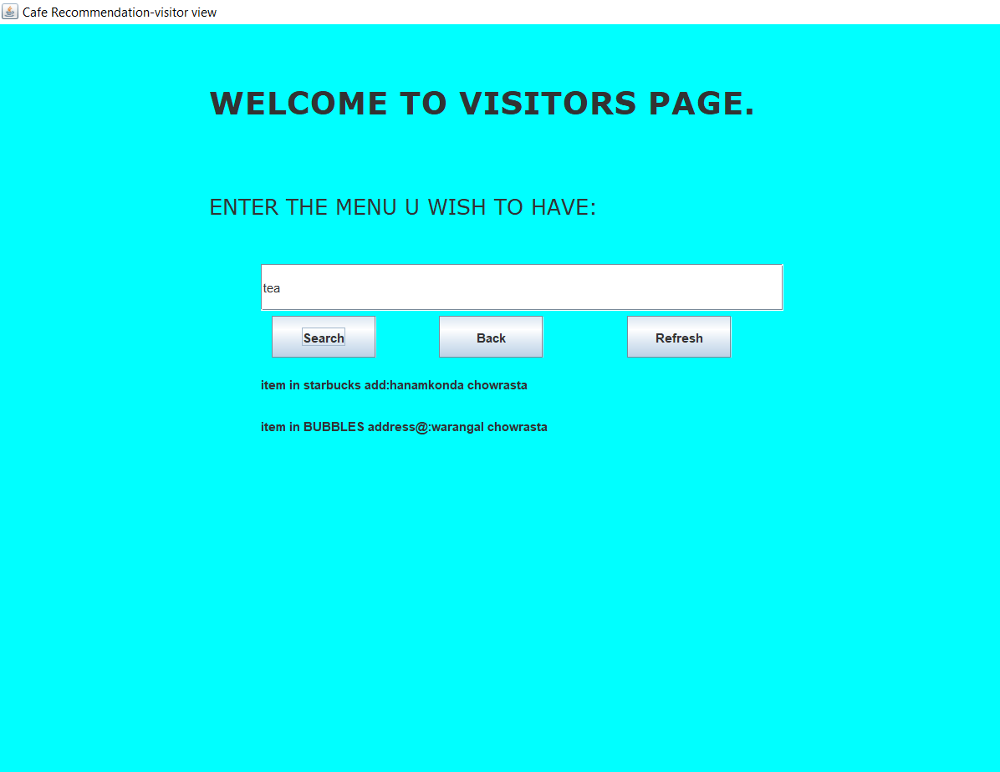 Cafe Recommendation-visitor view
WELCOME TO VISITORS PAGE.
ENTER THE MENU U WISH TO HAVE:
tea
Search Back Refresh
item in starbucks add:hanamkonda chowrasta
item in BUBBLES address@:warangal chowrasta